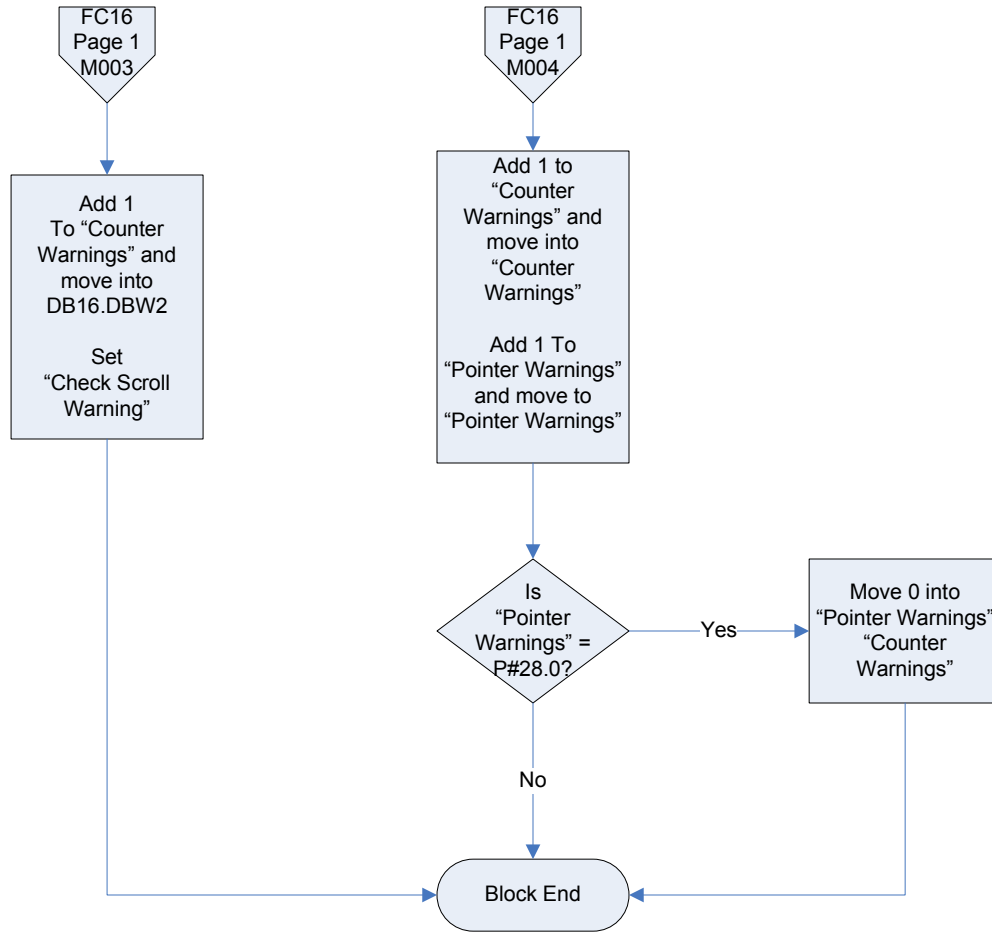 FC16
Page 1
M003
FC16
Page 1
M004
Add 1
To “Counter
Warnings” and
move into
DB16.DBW2
Set
“Check Scroll
Warning”
Add 1 to
“Counter
Warnings” and
move into
“Counter
Warnings”
Add 1 To
“Pointer Warnings”
and move to
“Pointer Warnings”
Is
“Pointer
Warnings” =
P#28.0?
Yes
Move 0 into
“Pointer Warnings”
“Counter
Warnings”
No
Block End